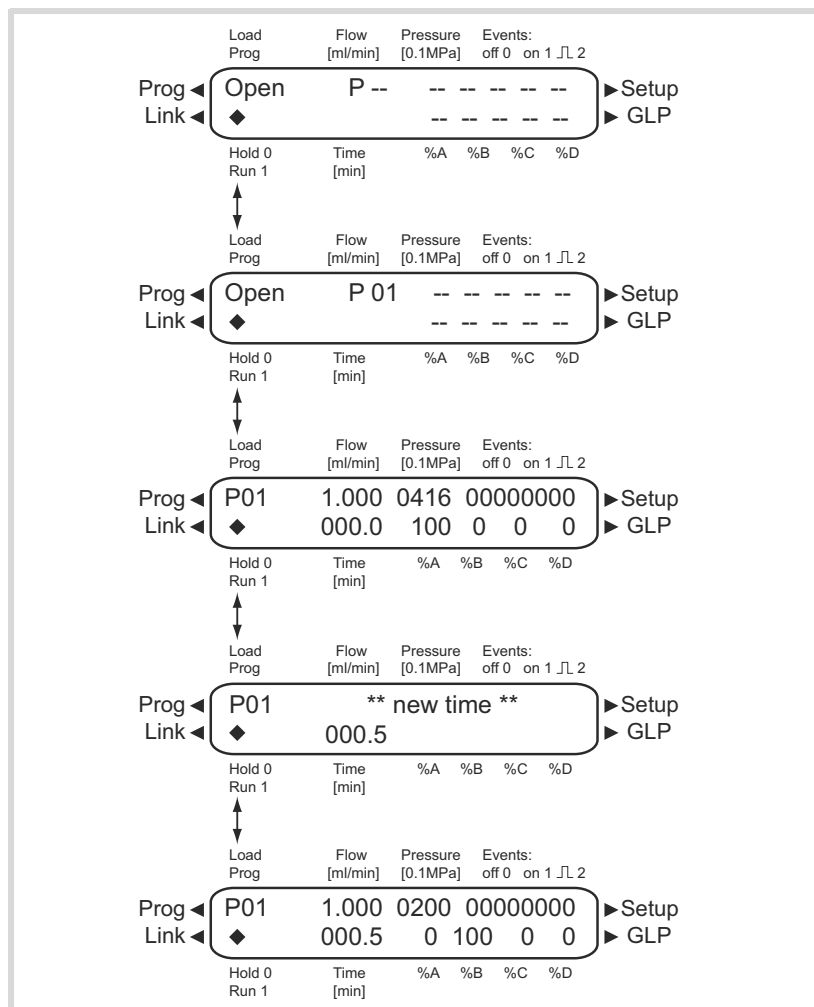 Load Flow Pressure Events:
Prog [ml/min] [0.1MPa] off 0 on 1 ⎍ 2
Prog ◄ Open P -- -- -- -- -- -- ► Setup
Link ◄ ◆ -- -- -- -- -- ► GLP
Hold 0 Time %A %B %C %D
Run 1 [min]
Load Flow Pressure Events:
Prog [ml/min] [0.1MPa] off 0 on 1 ⎍ 2
Prog ◄ Open P 01 -- -- -- -- -- ► Setup
Link ◄ ◆ -- -- -- -- -- ► GLP
Hold 0 Time %A %B %C %D
Run 1 [min]
Load Flow Pressure Events:
Prog [ml/min] [0.1MPa] off 0 on 1 ⎍ 2
Prog ◄ P01 1.000 0416 00000000 ► Setup
Link ◄ ◆ 000.0 100 0 0 0 ► GLP
Hold 0 Time %A %B %C %D
Run 1 [min]
Load Flow Pressure Events:
Prog [ml/min] [0.1MPa] off 0 on 1 ⎍ 2
Prog ◄ P01 ** new time ** ► Setup
Link ◄ ◆ 000.5 ► GLP
Hold 0 Time %A %B %C %D
Run 1 [min]
Load Flow Pressure Events:
Prog [ml/min] [0.1MPa] off 0 on 1 ⎍ 2
Prog ◄ P01 1.000 0200 00000000 ► Setup
Link ◄ ◆ 000.5 0 100 0 0 ► GLP
Hold 0 Time %A %B %C %D
Run 1 [min]